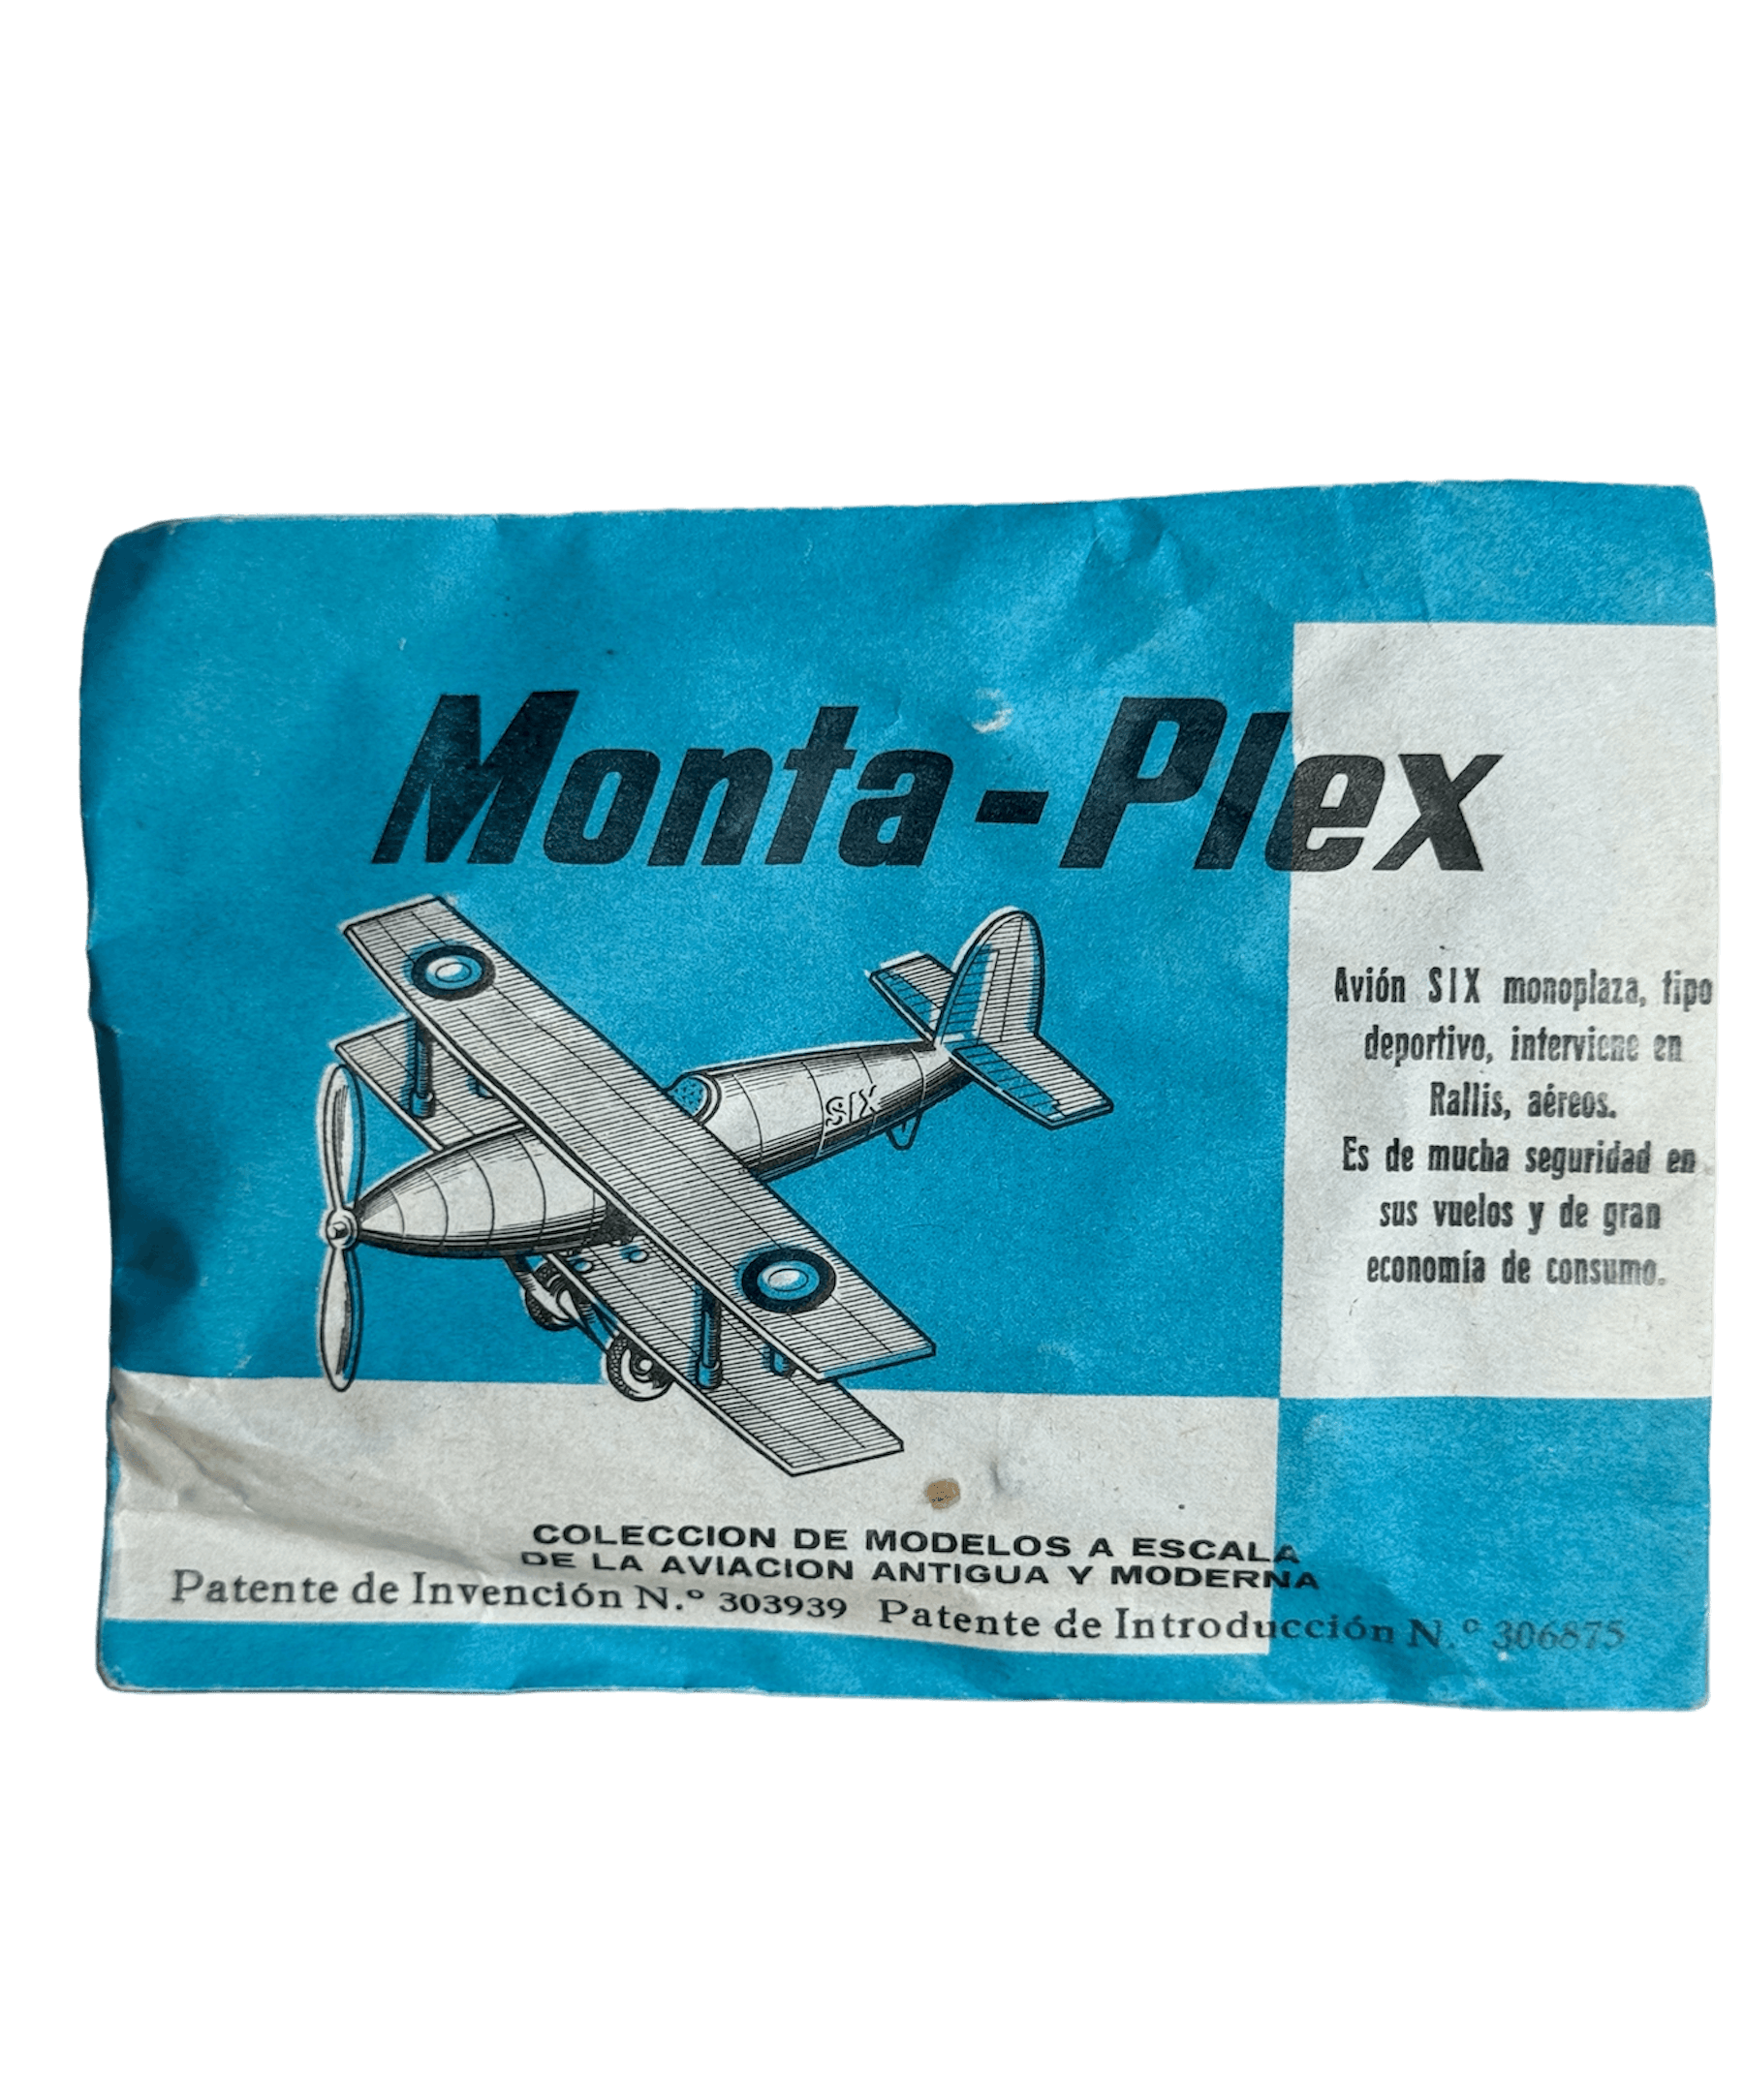 Monta-Plex
SIX
Avión SIX monoplaza, tipo
deportivo, interviene en
Rallis, aéreos.
Es de mucha seguridad en
sus vuelos y de gran
economía de consumo.
COLECCION DE MODELOS A ESCALA
DE LA AVIACION ANTIGUA Y MODERNA
Patente de Invención N.º 303939 Patente de Introducción N.º 306875